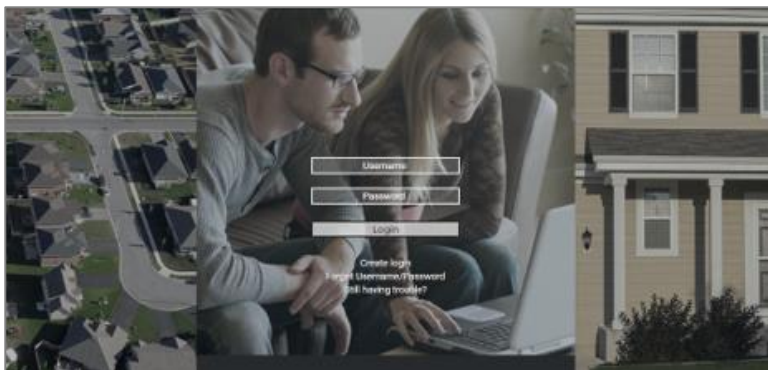 Username
Password
Login
Create login
Forgot Username/Password
Still having trouble?